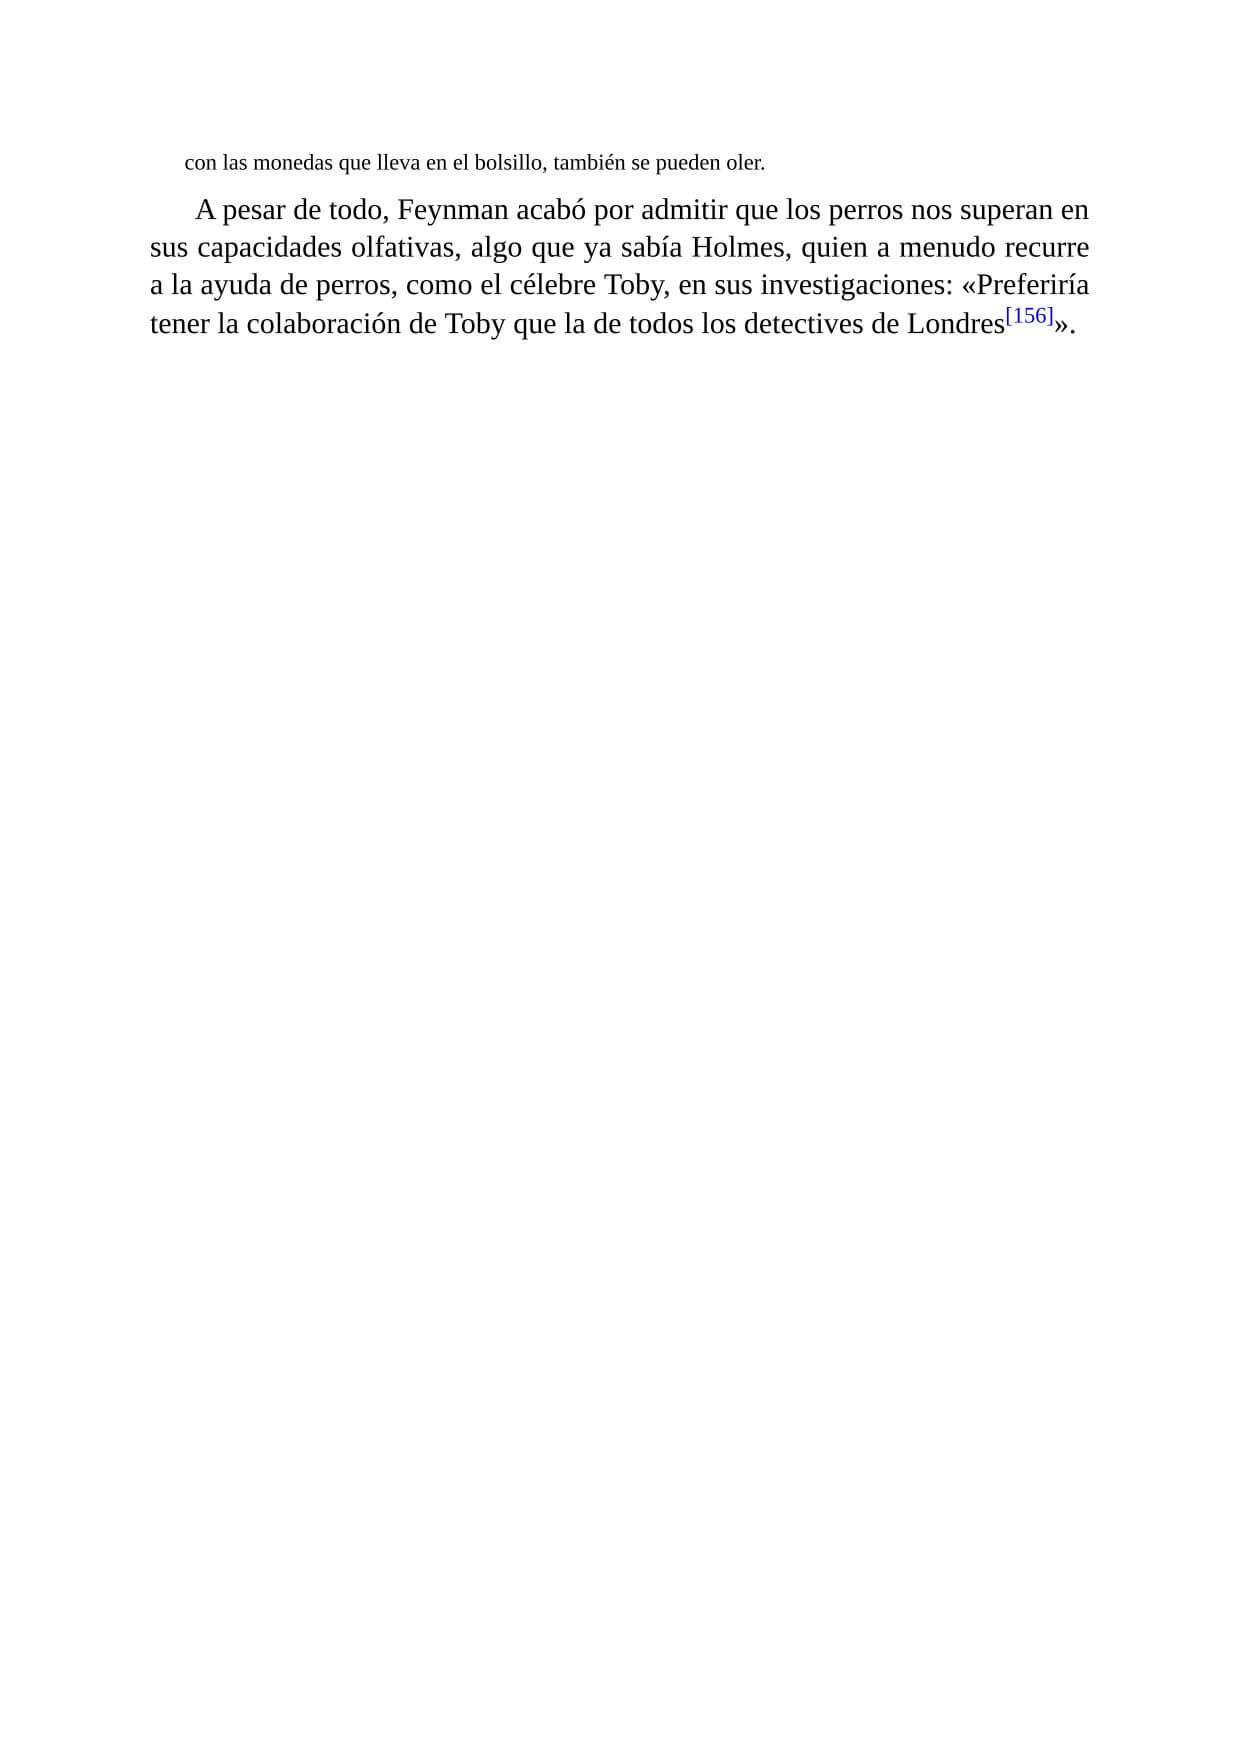 con las monedas que lleva en el bolsillo, también se pueden oler.
A pesar de todo, Feynman acabó por admitir que los perros nos superan en
sus capacidades olfativas, algo que ya sabía Holmes, quien a menudo recurre
a la ayuda de perros, como el célebre Toby, en sus investigaciones: «Preferiría
tener la colaboración de Toby que la de todos los detectives de Londres[156]».